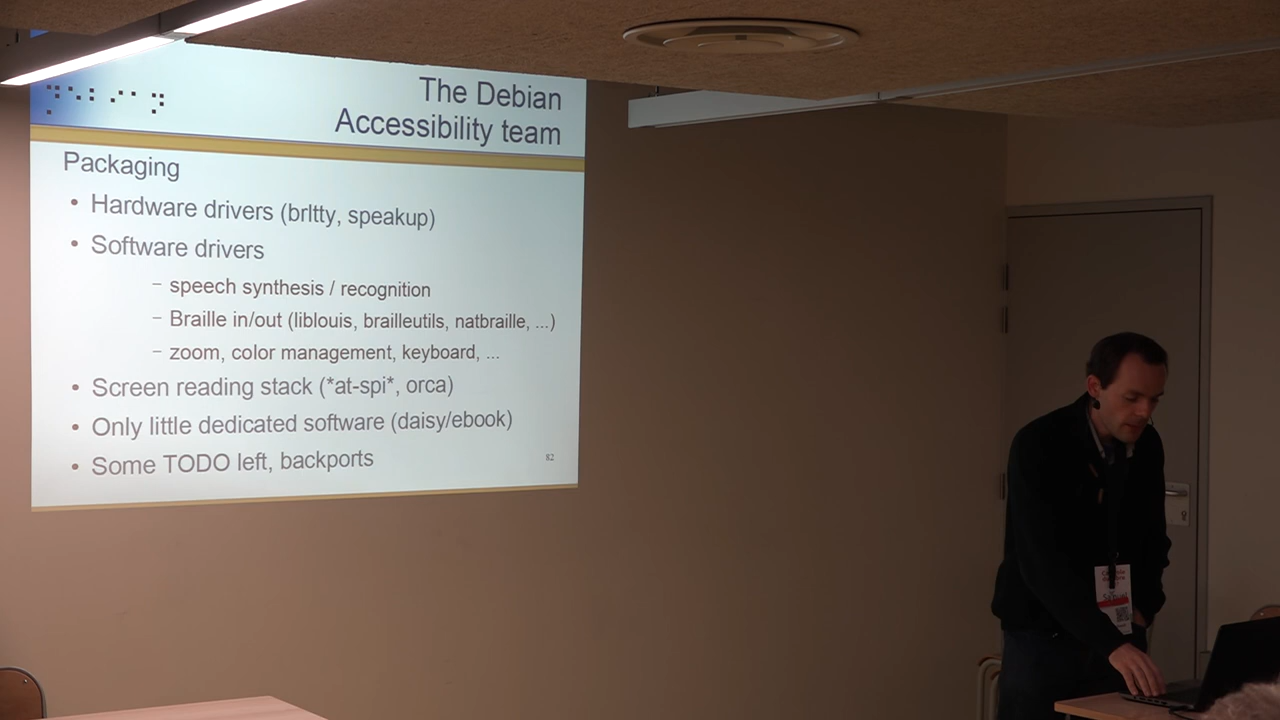 The Debian
Accessibility team
Packaging
• Hardware drivers (brltty, speakup)
• Software drivers
– speech synthesis / recognition
– Braille in/out (liblouis, brailleutils, natbraille, ...)
– zoom, color management, keyboard, ...
• Screen reading stack (*at-spi*, orca)
• Only little dedicated software (daisy/ebook)
• Some TODO left, backports
82